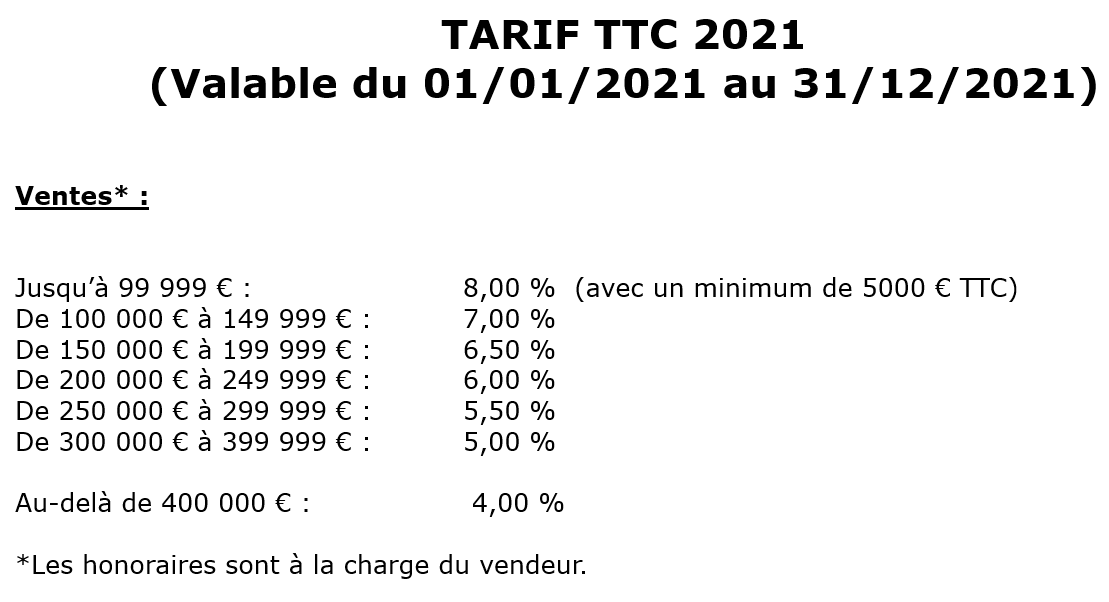 TARIF TTC 2021
(Valable du 01/01/2021 au 31/12/2021)
Ventes* :
Jusqu’à 99 999 € : 8,00 % (avec un minimum de 5000 € TTC)
De 100 000 € à 149 999 € : 7,00 %
De 150 000 € à 199 999 € : 6,50 %
De 200 000 € à 249 999 € : 6,00 %
De 250 000 € à 299 999 € : 5,50 %
De 300 000 € à 399 999 € : 5,00 %
Au-delà de 400 000 € : 4,00 %
*Les honoraires sont à la charge du vendeur.